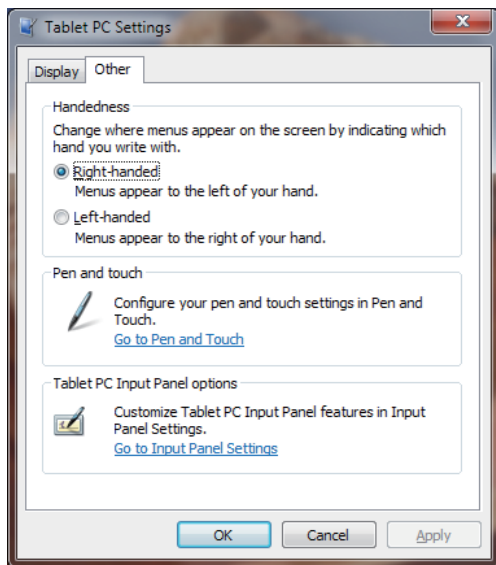 Tablet PC Settings
Display Other
Handedness
Change where menus appear on the screen by indicating which
hand you write with.
Right-handed
Menus appear to the left of your hand.
Left-handed
Menus appear to the right of your hand.
Pen and touch
Configure your pen and touch settings in Pen and
Touch.
Go to Pen and Touch
Tablet PC Input Panel options
Customize Tablet PC Input Panel features in Input
Panel Settings.
Go to Input Panel Settings
OK Cancel Apply